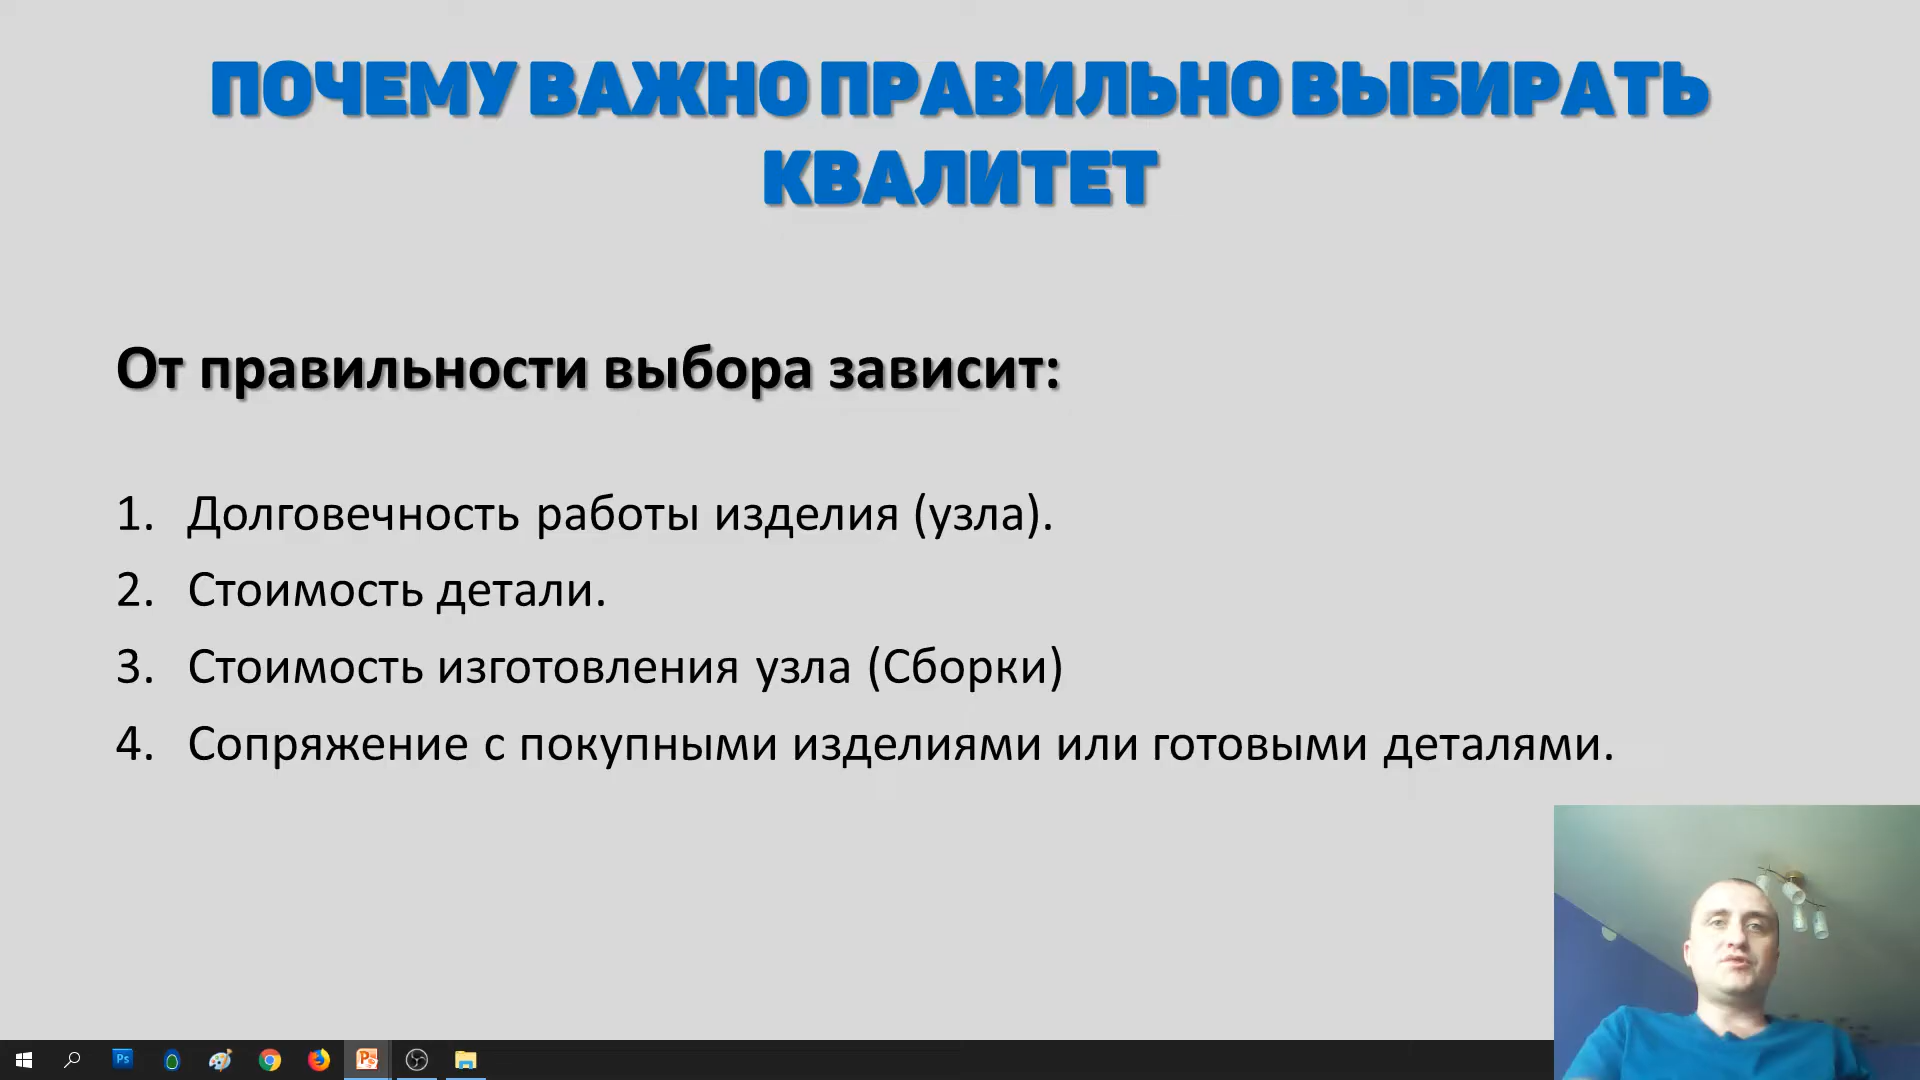 ПОЧЕМУ ВАЖНО ПРАВИЛЬНО ВЫБИРАТЬ
КВАЛИТЕТ
От правильности выбора зависит:
1. Долговечность работы изделия (узла).
2. Стоимость детали.
3. Стоимость изготовления узла (Сборки)
4. Сопряжение с покупными изделиями или готовыми деталями.
Ps